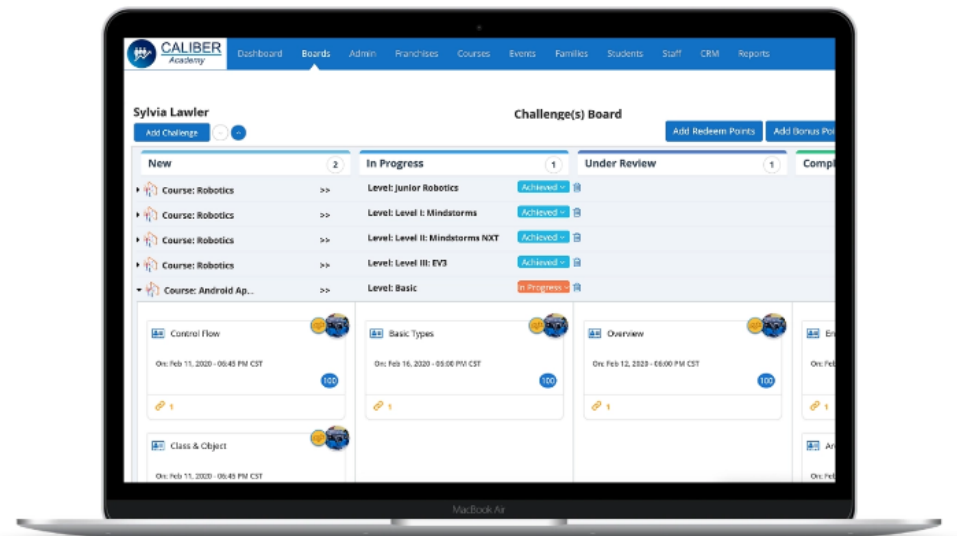 CALIBER
Academy
Dashboard Boards Admin Franchises Courses Events Families Students Staff CRM Reports
Sylvia Lawler
Challenge(s) Board
Add Challenge
Add Redeem Points Add Bonus Poi
New 2 In Progress 1 Under Review 1 Compl
Course: Robotics >> Level: Junior Robotics Achieved
Course: Robotics >> Level: Level I: Mindstorms Achieved
Course: Robotics >> Level: Level II: Mindstorms NXT Achieved
Course: Robotics >> Level: Level III: EV3 Achieved
Course: Android Ap... >> Level: Basic In Progress
Control Flow Basic Types Overview En
On: Feb 11, 2020 - 06:45 PM CST On: Feb 16, 2020 - 05:00 PM CST On: Feb 12, 2020 - 06:00 PM CST On: Feb
100 100 100
1 1 1 1
Class & Object
On: Feb 11, 2020 - 06:45 PM CST On: Feb
MacBook Air